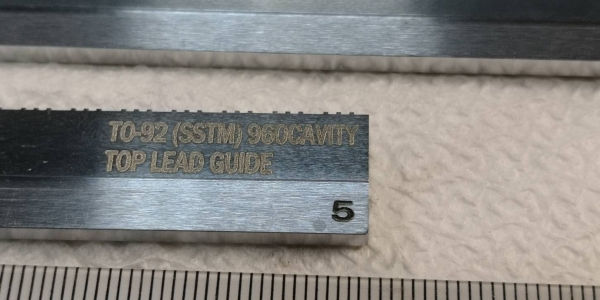 TO-92 (SSTM) 960CAVITY
TOP LEAD GUIDE
5